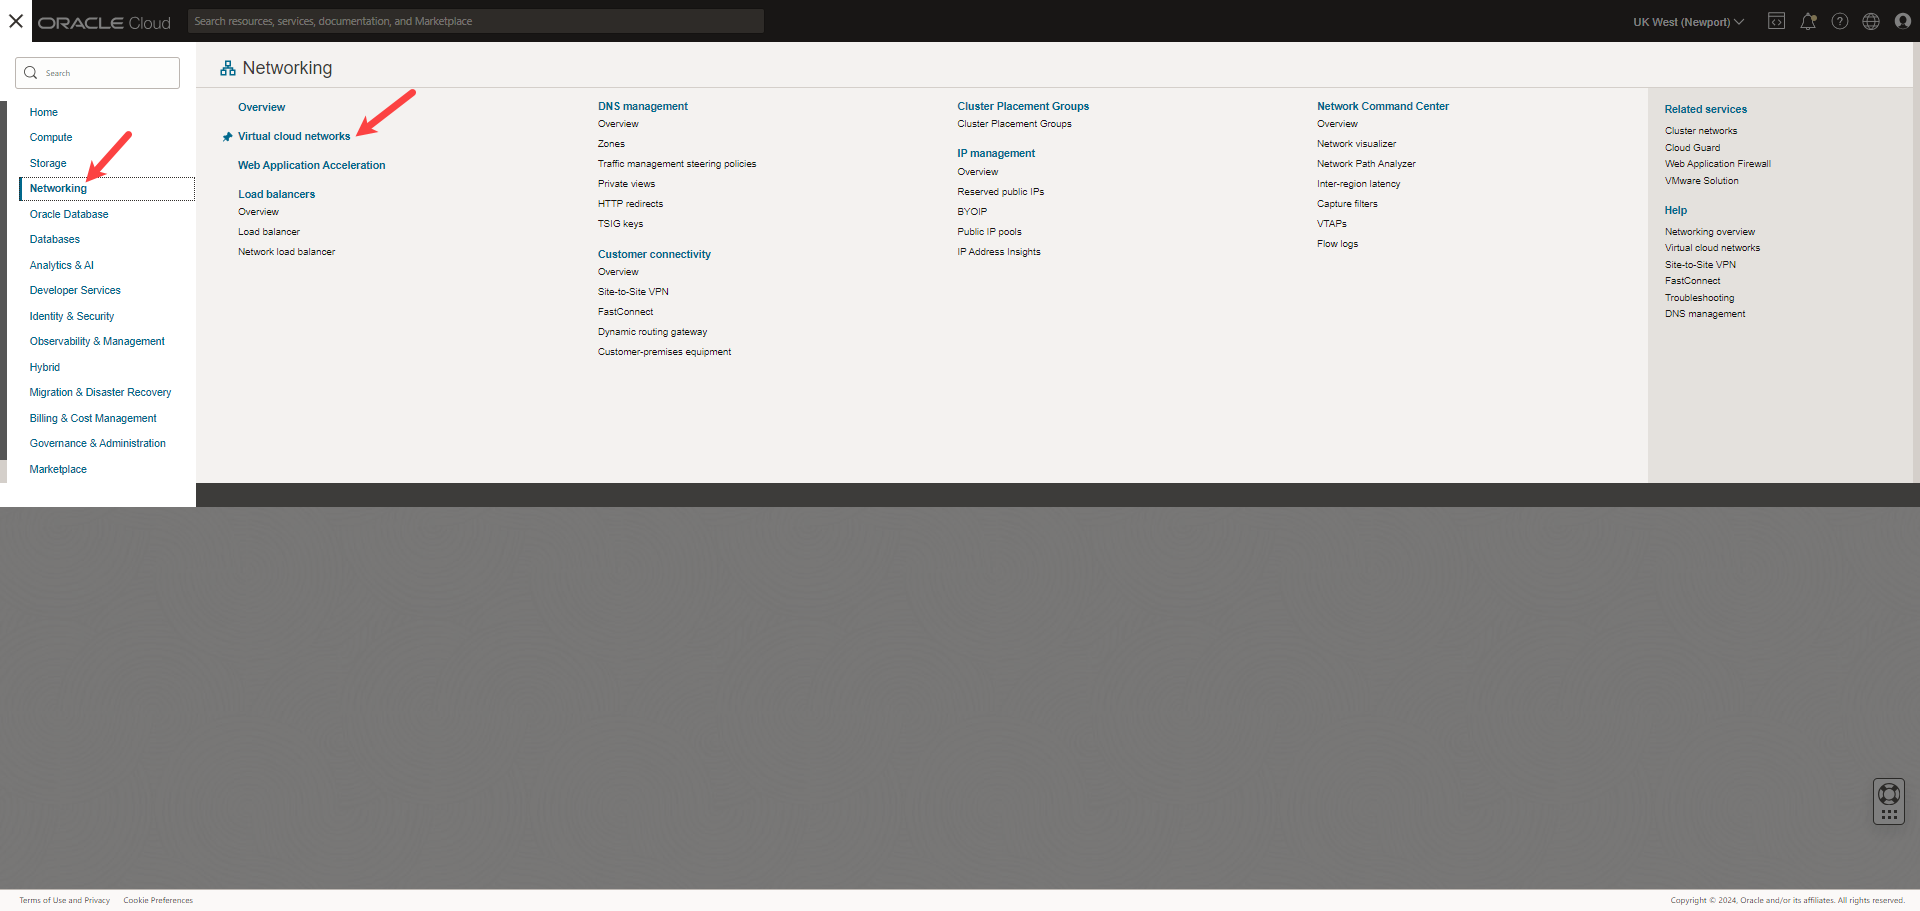 ORACLE Cloud
Search resources, services, documentation, and Marketplace
UK West (Newport)
Search
Home
Compute
Storage
Networking
Oracle Database
Databases
Analytics & AI
Developer Services
Identity & Security
Observability & Management
Hybrid
Migration & Disaster Recovery
Billing & Cost Management
Governance & Administration
Marketplace
Networking
Overview
Virtual cloud networks
Web Application Acceleration
Load balancers
Overview
Load balancer
Network load balancer
DNS management
Overview
Zones
Traffic management steering policies
Private views
HTTP redirects
TSIG keys
Customer connectivity
Overview
Site-to-Site VPN
FastConnect
Dynamic routing gateway
Customer-premises equipment
Cluster Placement Groups
Cluster Placement Groups
IP management
Overview
Reserved public IPs
BYOIP
Public IP pools
IP Address Insights
Network Command Center
Overview
Network visualizer
Network Path Analyzer
Inter-region latency
Capture filters
VTAPs
Flow logs
Related services
Cluster networks
Cloud Guard
Web Application Firewall
VMware Solution
Help
Networking overview
Virtual cloud networks
Site-to-Site VPN
FastConnect
Troubleshooting
DNS management
Terms of Use and Privacy
Cookie Preferences
Copyright © 2024, Oracle and/or its affiliates. All rights reserved.